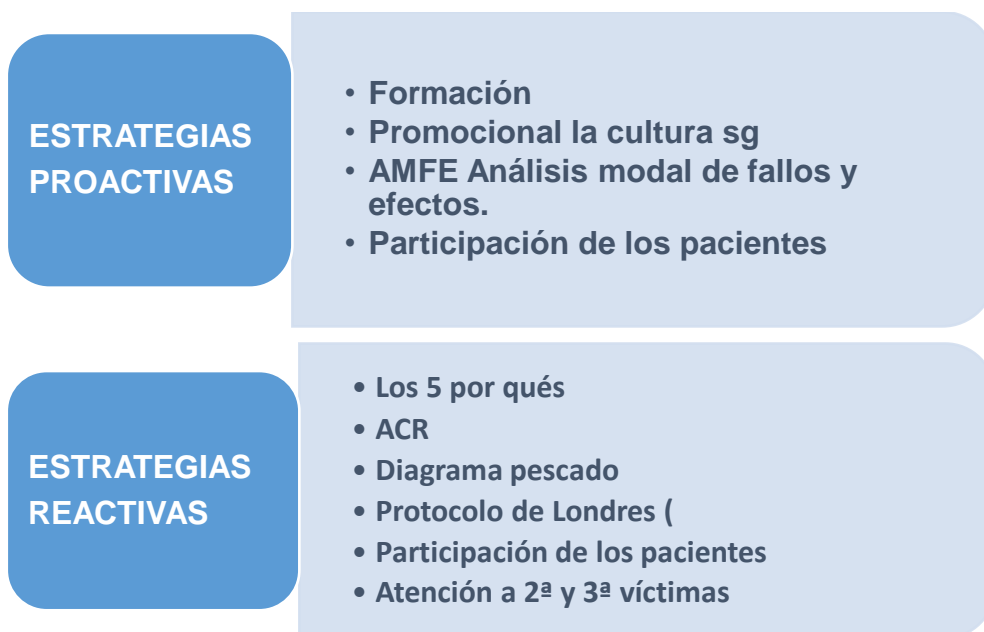 ESTRATEGIAS
PROACTIVAS
• Formación
• Promocional la cultura sg
• AMFE Análisis modal de fallos y
efectos.
• Participación de los pacientes
ESTRATEGIAS
REACTIVAS
• Los 5 por qués
• ACR
• Diagrama pescado
• Protocolo de Londres (
• Participación de los pacientes
• Atención a 2ª y 3ª víctimas